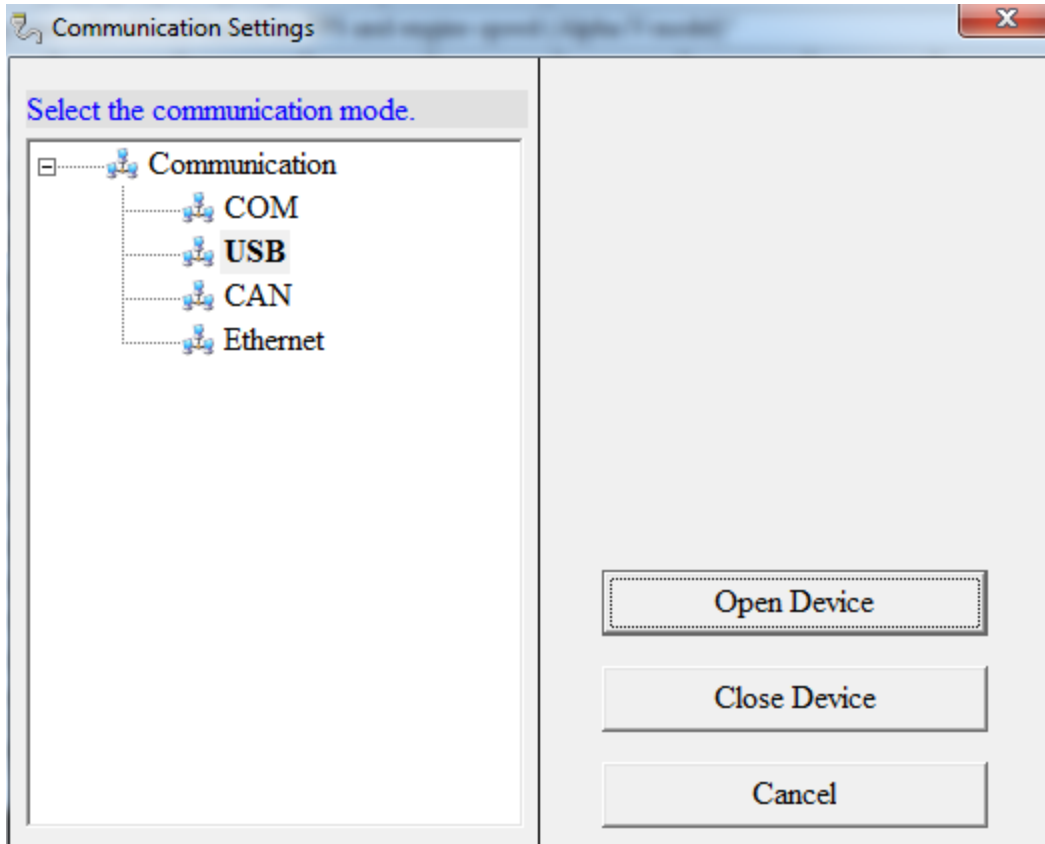 Communication Settings
Select the communication mode.
Communication
COM
USB
CAN
Ethernet
Open Device
Close Device
Cancel